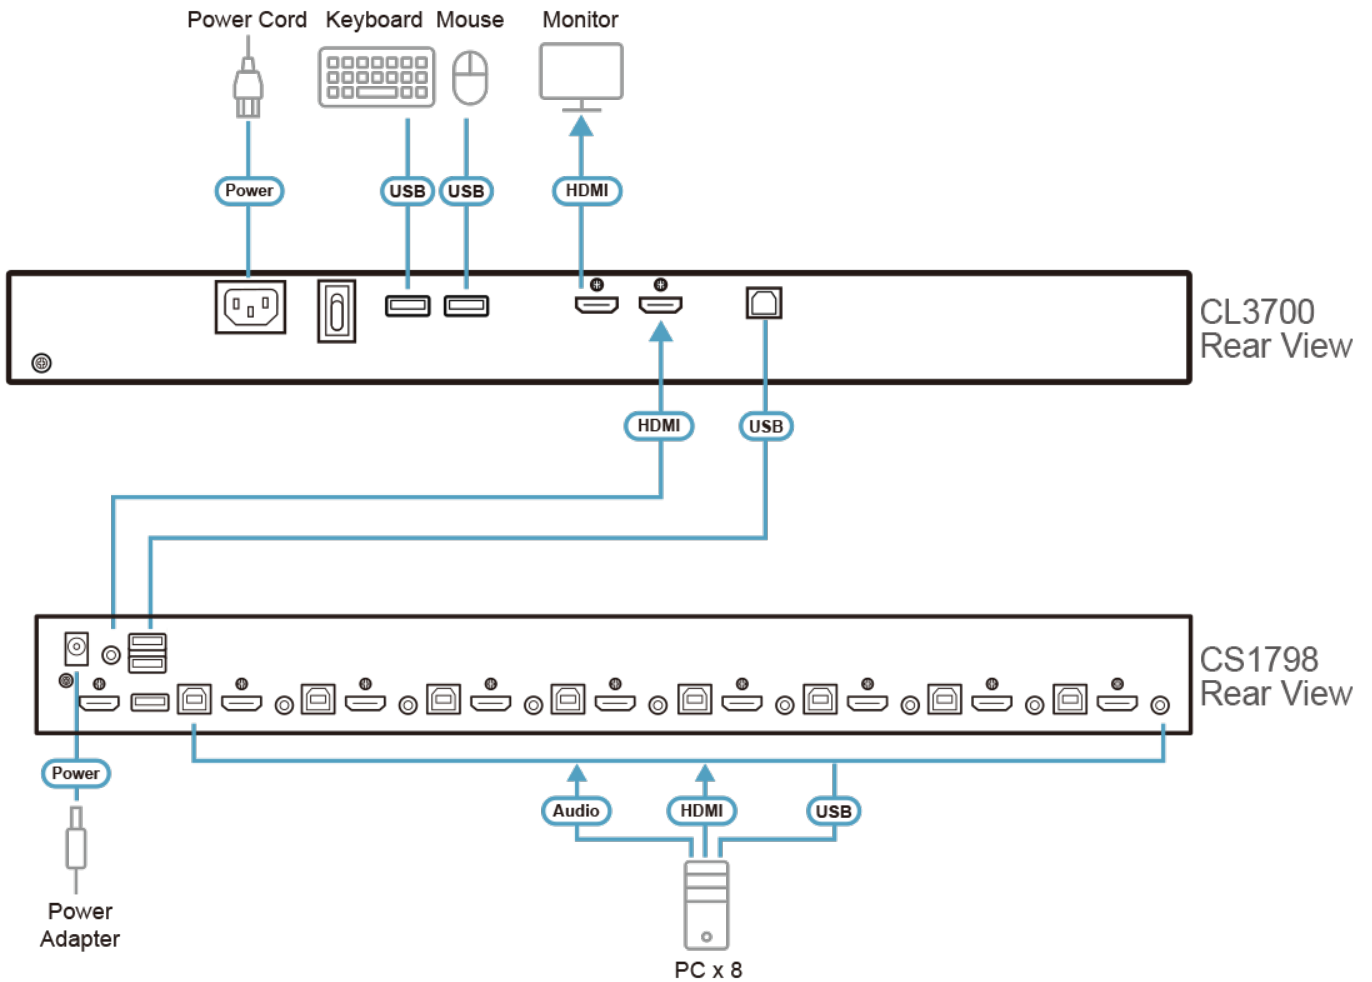 Power Cord Keyboard Mouse Monitor
Power USB USB HDMI
CL3700
Rear View
HDMI USB
CS1798
Rear View
Power
Audio HDMI USB
Power
Adapter
PC x 8